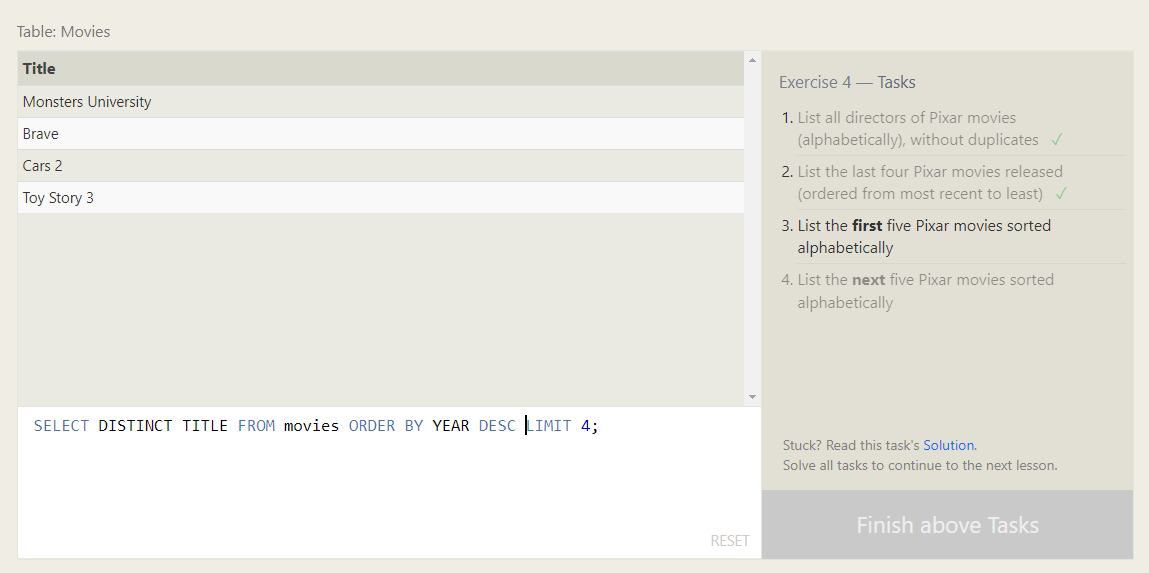 Table: Movies
Title
Monsters University
Brave
Cars 2
Toy Story 3
SELECT DISTINCT TITLE FROM movies ORDER BY YEAR DESC LIMIT 4;
RESET
Exercise 4 — Tasks
1. List all directors of Pixar movies
(alphabetically), without duplicates ✓
2. List the last four Pixar movies released
(ordered from most recent to least) ✓
3. List the first five Pixar movies sorted
alphabetically
4. List the next five Pixar movies sorted
alphabetically
Stuck? Read this task's Solution.
Solve all tasks to continue to the next lesson.
Finish above Tasks